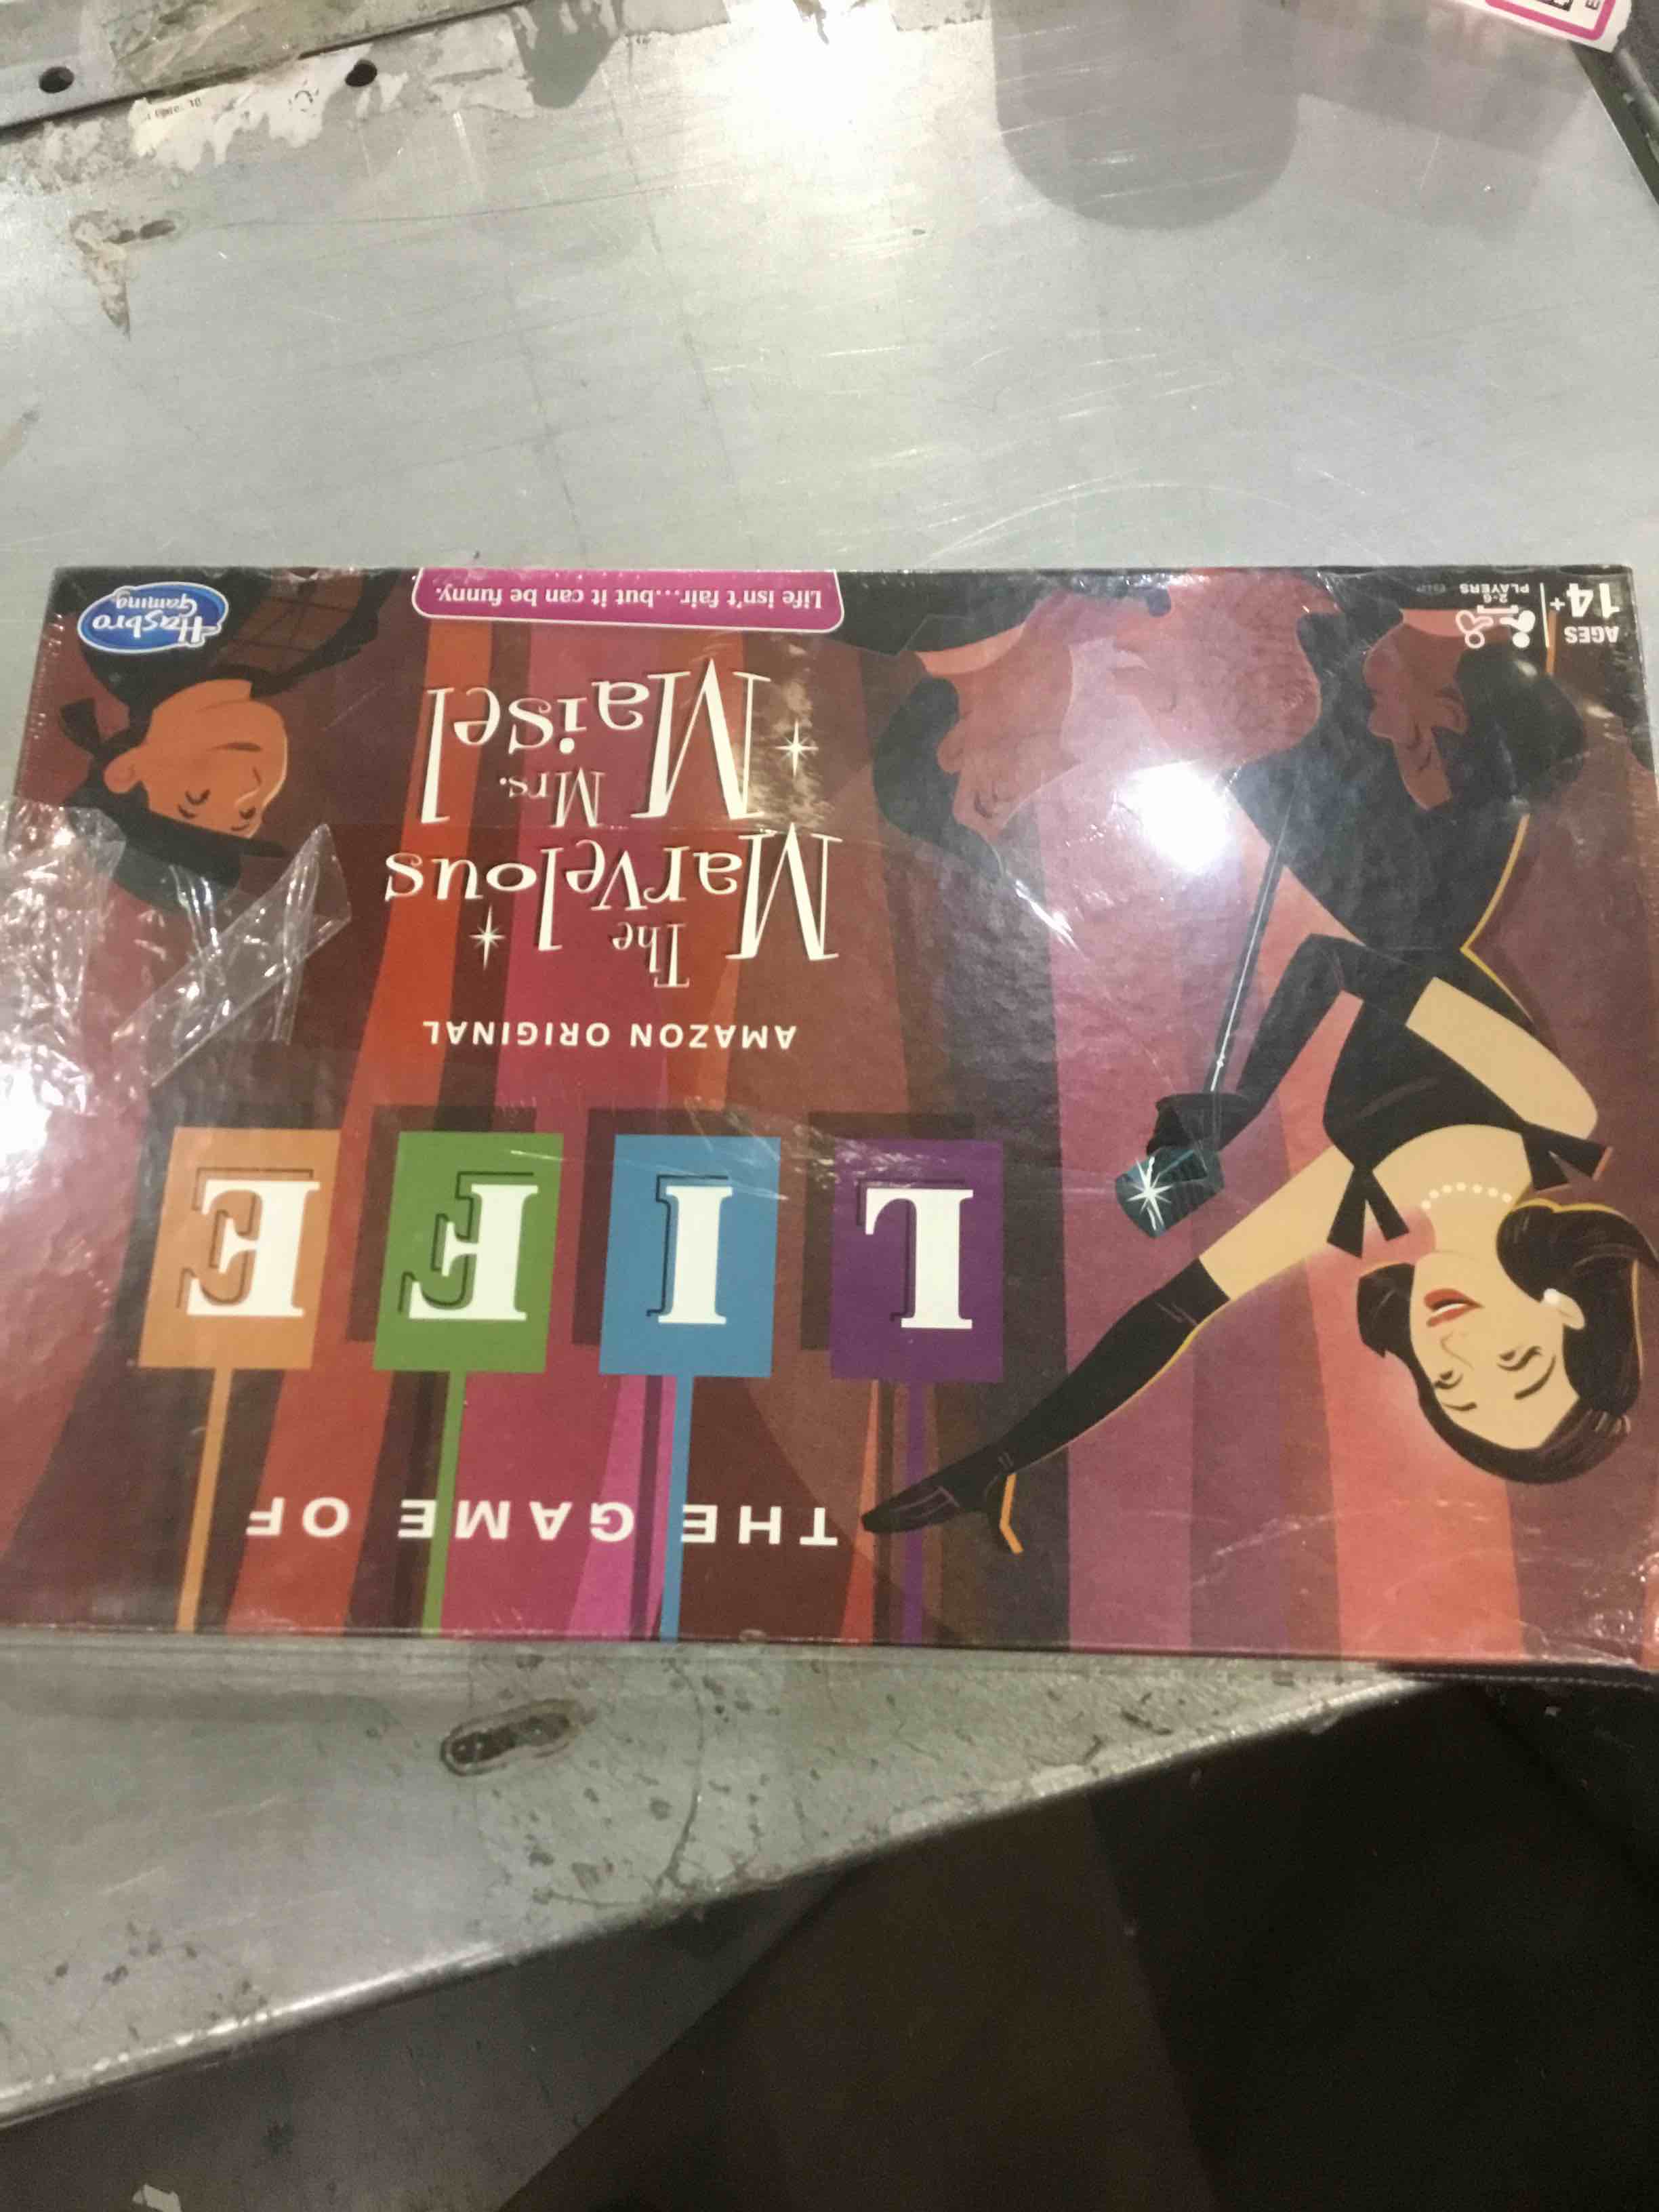 THE GAME OF
LIFE
AMAZON ORIGINAL
The
Marvelous
Mrs.
Maisel
Life isn't fair...but it can be funny.
AGES
14+
2-6
PLAYERS
Hasbro
Gaming